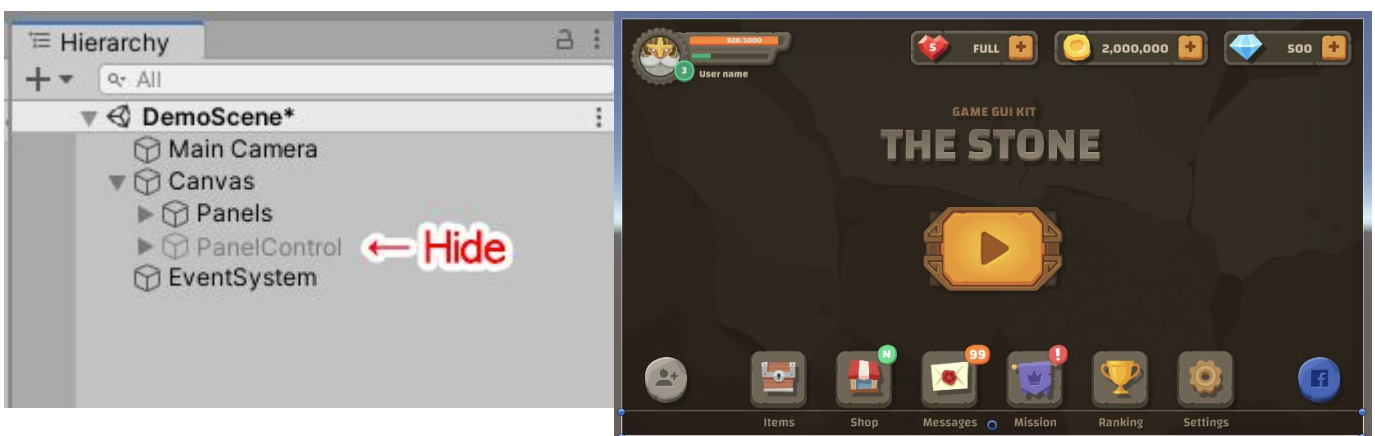 Hierarchy
All
DemoScene*
Main Camera
Canvas
Panels
PanelControl
Hide
EventSystem
920/1000
3
User name
5
FULL
2,000,000
500
GAME GUI KIT
THE STONE
N
99
!
Items
Shop
Messages
Mission
Ranking
Settings